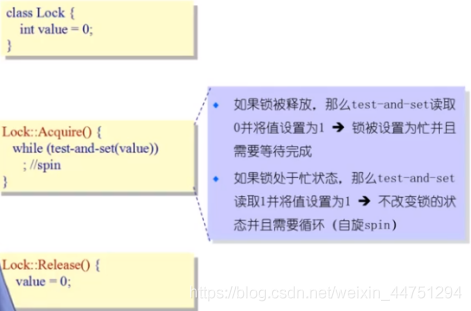 class Lock {
int value = 0;
}
Lock::Acquire() {
while (test-and-set(value))
; //spin
}
Lock::Release() {
value = 0;
如果锁被释放，那么test-and-set读取
0并将值设置为1 ➔ 锁被设置为忙并且
需要等待完成
如果锁处于忙状态，那么test-and-set
读取1并将值设置为1 ➔ 不改变锁的状
态并且需要循环（自旋spin）
https://blog.csdn.net/weixin_44751294